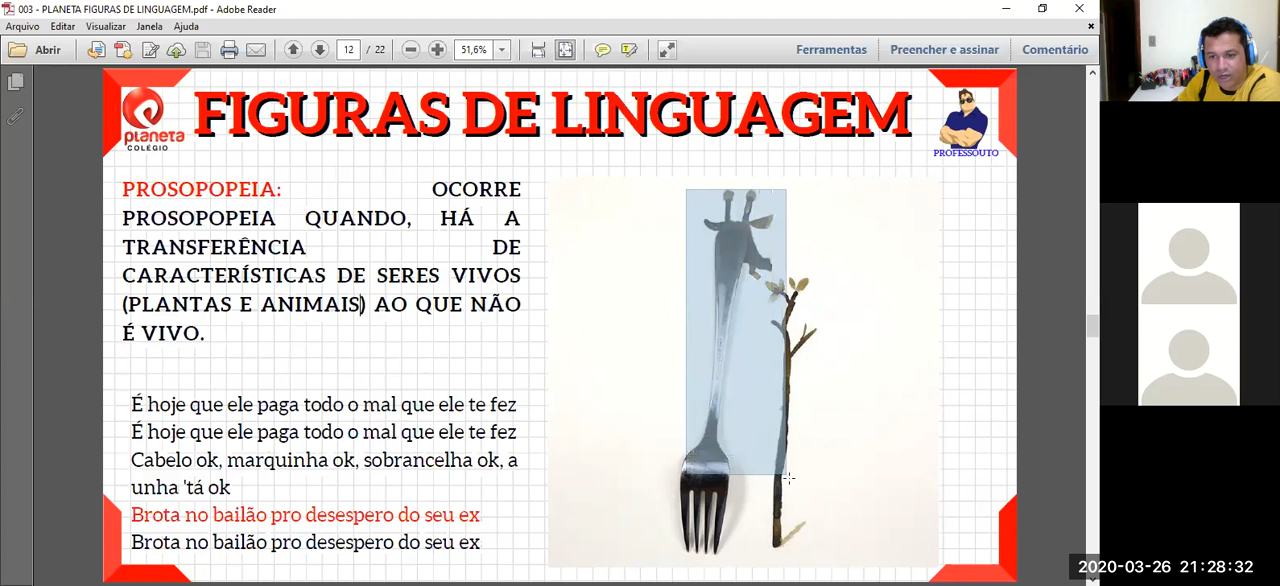 003 - PLANETA FIGURAS DE LINGUAGEM.pdf - Adobe Reader
Arquivo Editar Visualizar Janela Ajuda
Abrir 12 / 22 51,6% Ferramentas Preencher e assinar Comentário
planeta
COLÉGIO
FIGURAS DE LINGUAGEM
PROFESSOUTO
PROSOPOPEIA: OCORRE
PROSOPOPEIA QUANDO, HÁ A
TRANSFERÊNCIA DE
CARACTERÍSTICAS DE SERES VIVOS
(PLANTAS E ANIMAIS) AO QUE NÃO
É VIVO.
É hoje que ele paga todo o mal que ele te fez
É hoje que ele paga todo o mal que ele te fez
Cabelo ok, marquinha ok, sobrancelha ok, a
unha 'tá ok
Brota no bailão pro desespero do seu ex
Brota no bailão pro desespero do seu ex
2020-03-26 21:28:32